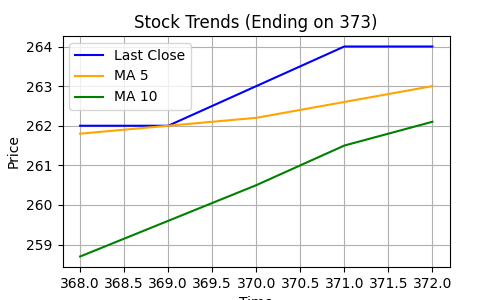 Stock Trends (Ending on 373)
Last Close
MA 5
MA 10
Price
264
263
262
261
260
259
368.0 368.5 369.0 369.5 370.0 370.5 371.0 371.5 372.0
Time